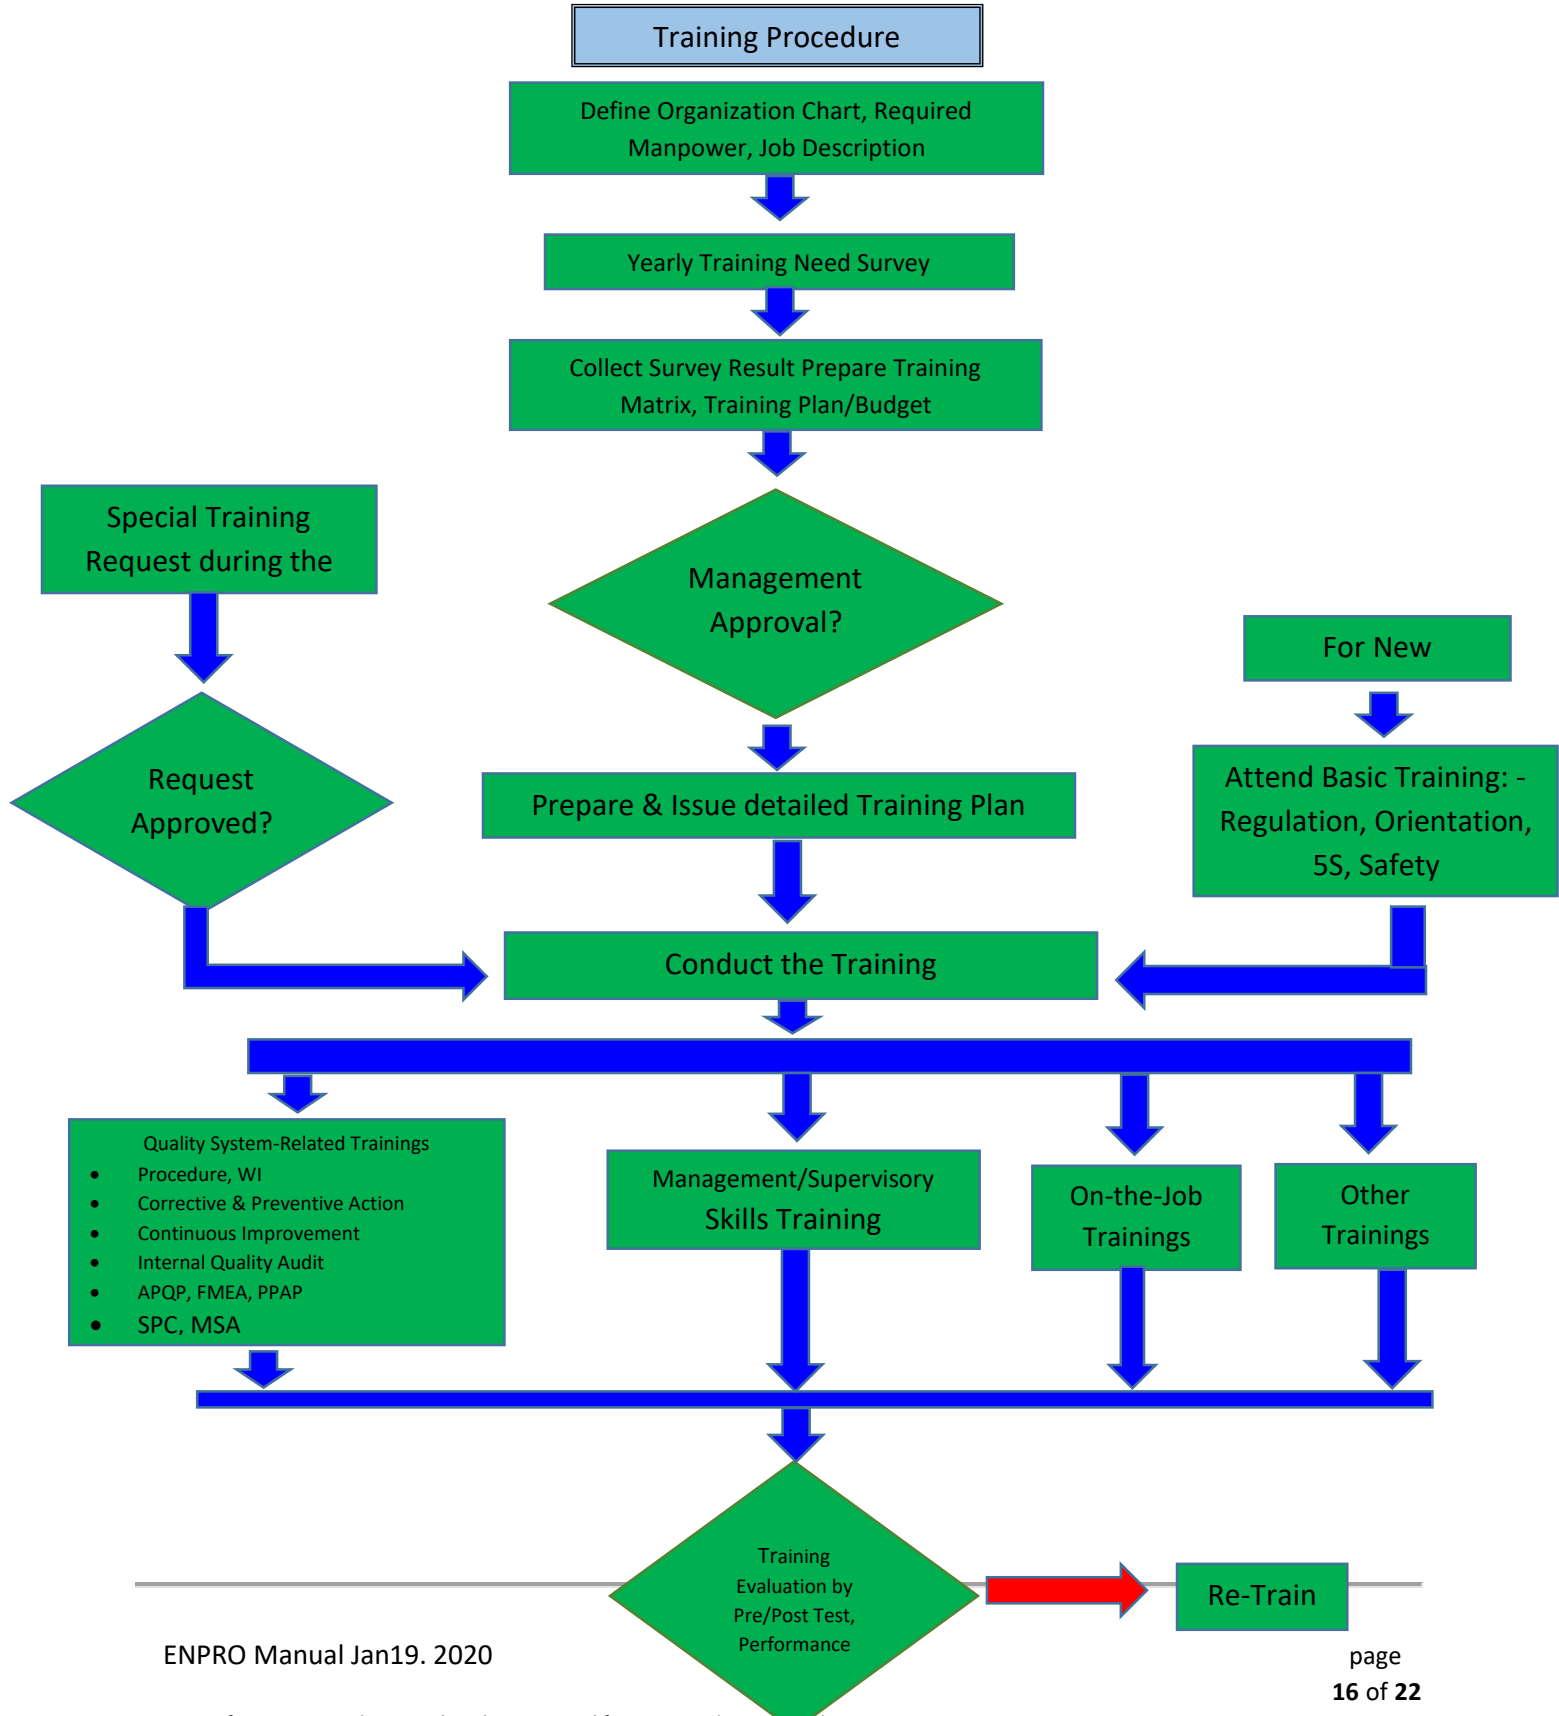 Training Procedure
Define Organization Chart, Required
Manpower, Job Description
Yearly Training Need Survey
Collect Survey Result Prepare Training
Matrix, Training Plan/Budget
Special Training
Request during the
Management
Approval?
For New
Request
Approved?
Prepare & Issue detailed Training Plan
Attend Basic Training: -
Regulation, Orientation,
5S, Safety
Conduct the Training
Quality System-Related Trainings
• Procedure, WI
• Corrective & Preventive Action
• Continuous Improvement
• Internal Quality Audit
• APQP, FMEA, PPAP
• SPC, MSA
Management/Supervisory
Skills Training
On-the-Job
Trainings
Other
Trainings
Training
Evaluation by
Pre/Post Test,
Performance
Re-Train
ENPRO Manual Jan19. 2020
page
16 of 22